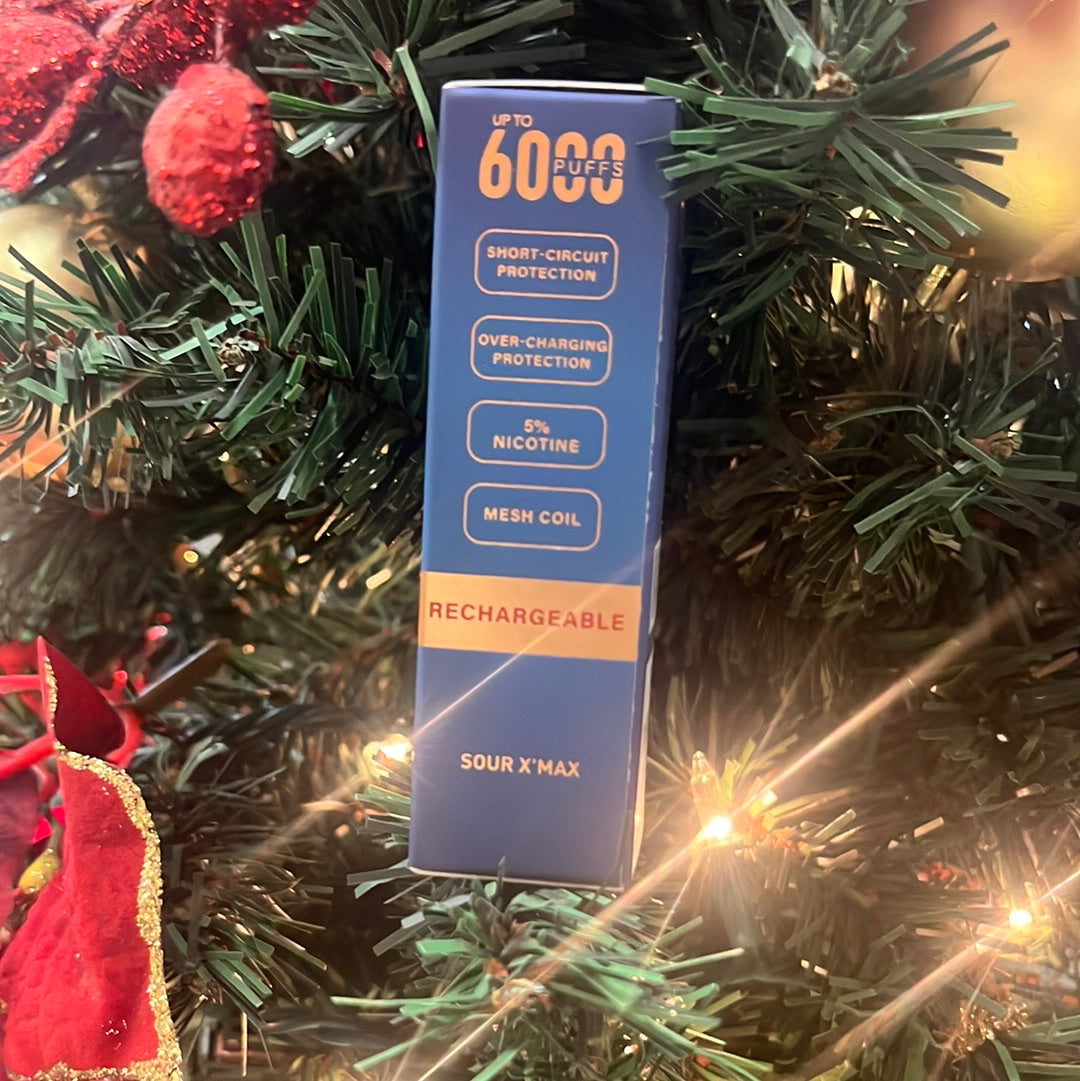 UP TO
6000
PUFFS
SHORT-CIRCUIT
PROTECTION
OVER-CHARGING
PROTECTION
5%
NICOTINE
MESH COIL
RECHARGEABLE
SOUR X'MAX